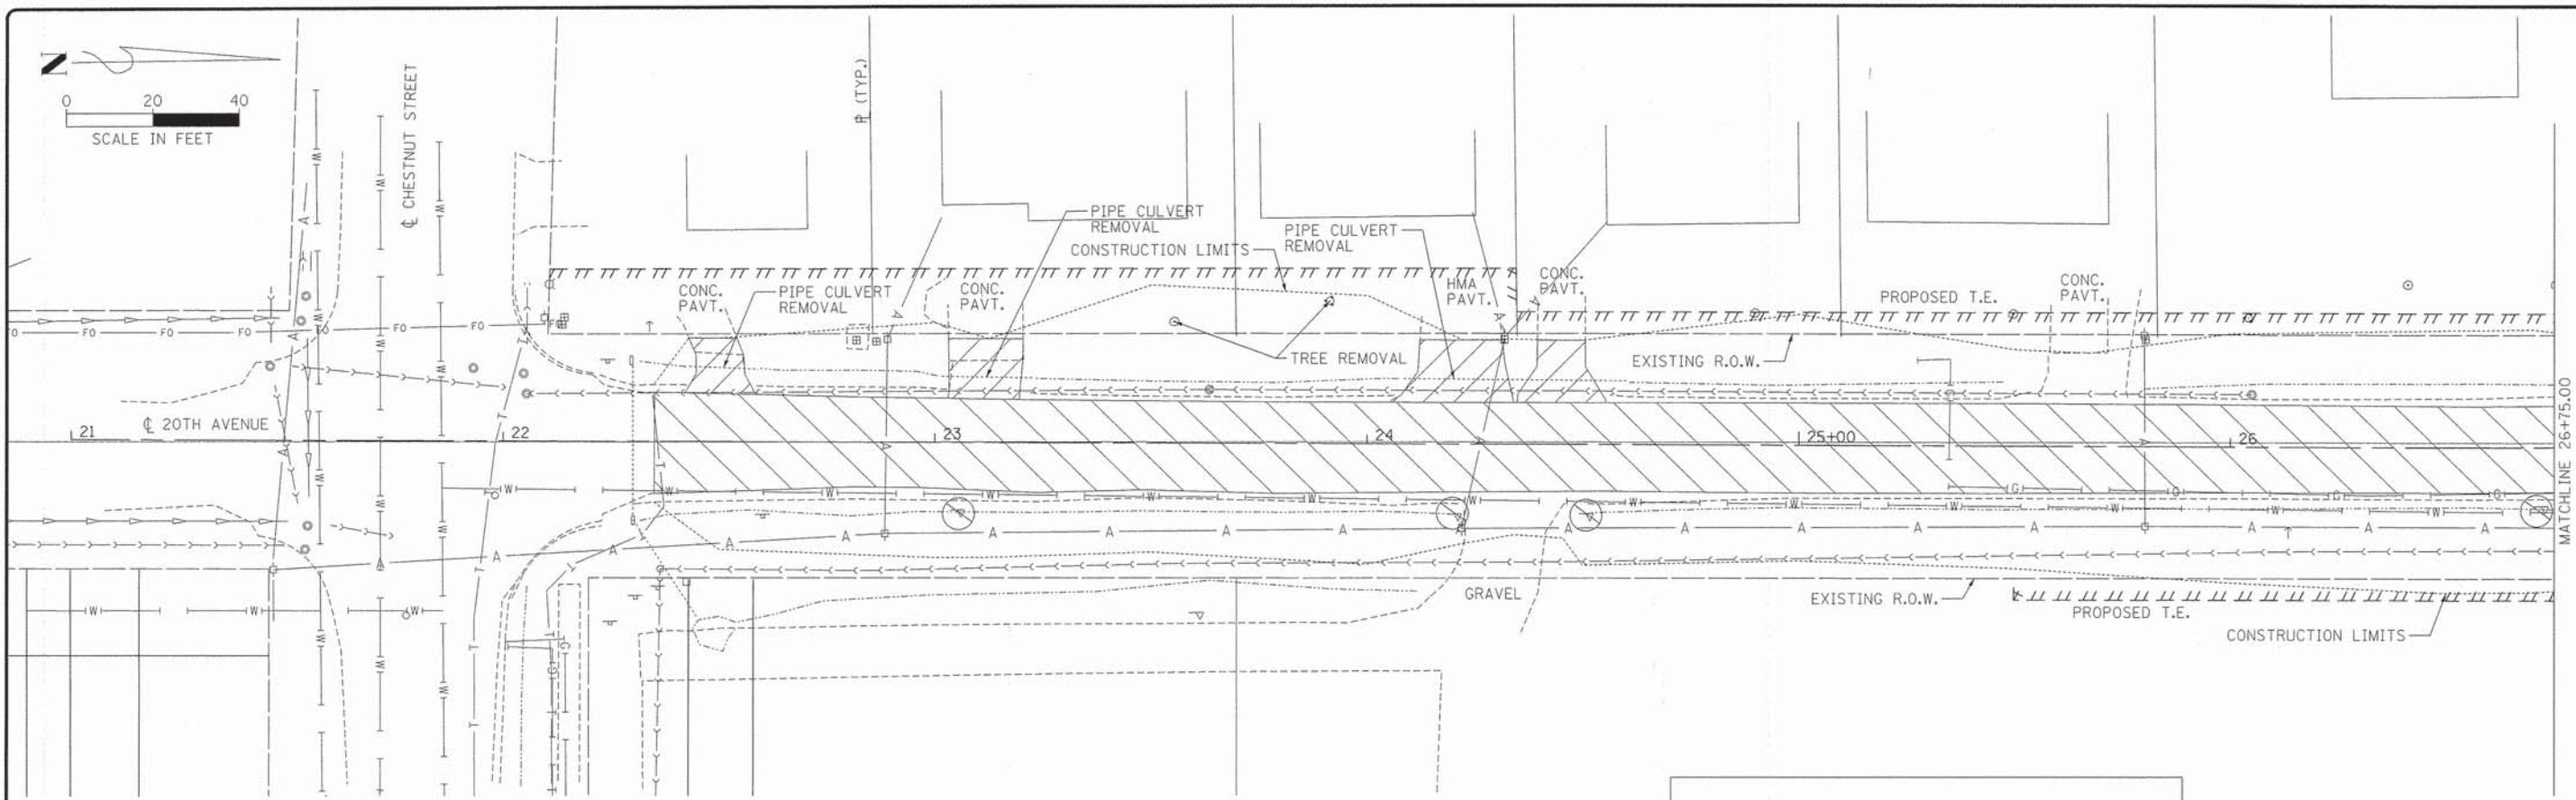 N
0 20 40
SCALE IN FEET
℄ CHESTNUT STREET
℄ 20TH AVENUE
P̲L (TYP.)
PIPE CULVERT
REMOVAL
CONSTRUCTION LIMITS
PIPE CULVERT
REMOVAL
CONC.
PAVT.
PIPE CULVERT
REMOVAL
CONC.
PAVT.
HMA
PAVT.
CONC.
PAVT.
PROPOSED T.E.
CONC.
PAVT.
TREE REMOVAL
EXISTING R.O.W.
21
22
23
24
25+00
26
MATCHLINE 26+75.00
FO FO FO FO FO FO FO FO
W W W W W W W W W W W W W
G G G G
A A A A A A A A A A A A A A A A
T T T T
GRAVEL
EXISTING R.O.W.
PROPOSED T.E.
CONSTRUCTION LIMITS